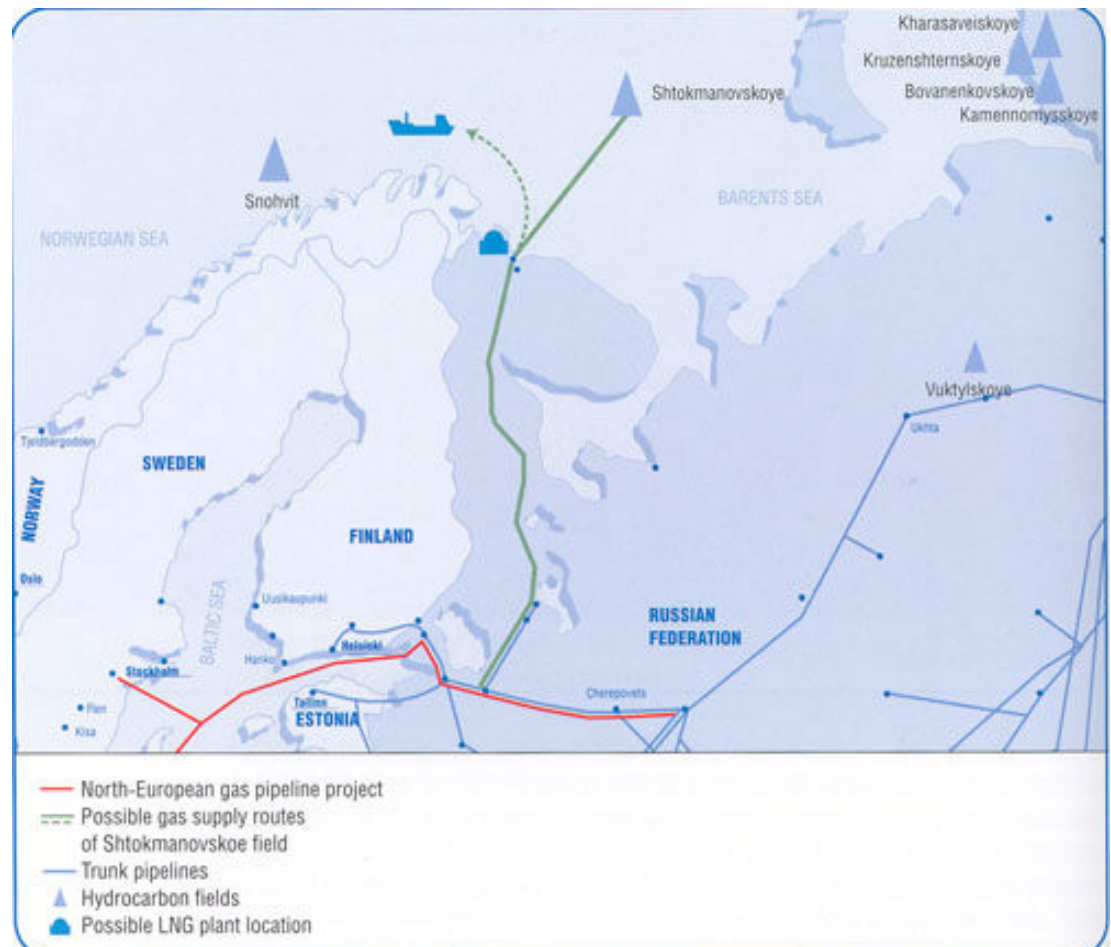 Kharasaveiskoye
Kruzenshternskoye
Bovanenkovskoye
Kamennomysskoye
Shtokmanovskoye
Snohvit
BARENTS SEA
NORWEGIAN SEA
Vuktylskoye
Ukhta
Tjeldbergodden
SWEDEN
NORWAY
FINLAND
Oslo
BALTIC SEA
Uusikaupunki
RUSSIAN
FEDERATION
Helsinki
Hanko
Stockholm
Cherepovets
Tallinn
ESTONIA
Kisa
North-European gas pipeline project
Possible gas supply routes
of Shtokmanovskoe field
Trunk pipelines
Hydrocarbon fields
Possible LNG plant location